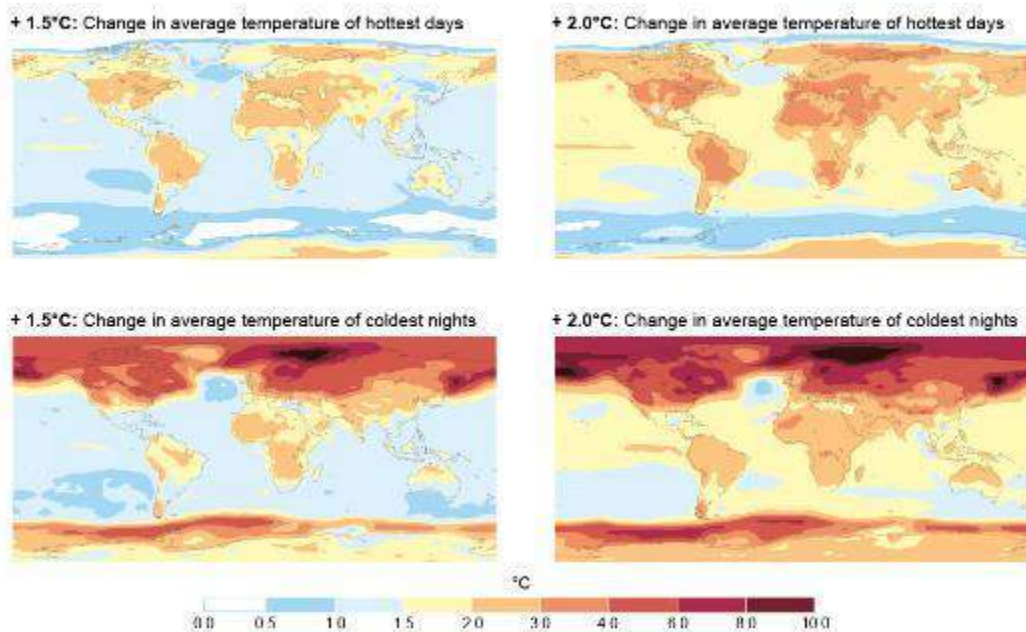 + 1.5°C: Change in average temperature of hottest days
+ 2.0°C: Change in average temperature of hottest days
+ 1.5°C: Change in average temperature of coldest nights
+ 2.0°C: Change in average temperature of coldest nights
°C
0.0 0.5 1.0 1.5 2.0 3.0 4.0 6.0 8.0 10.0